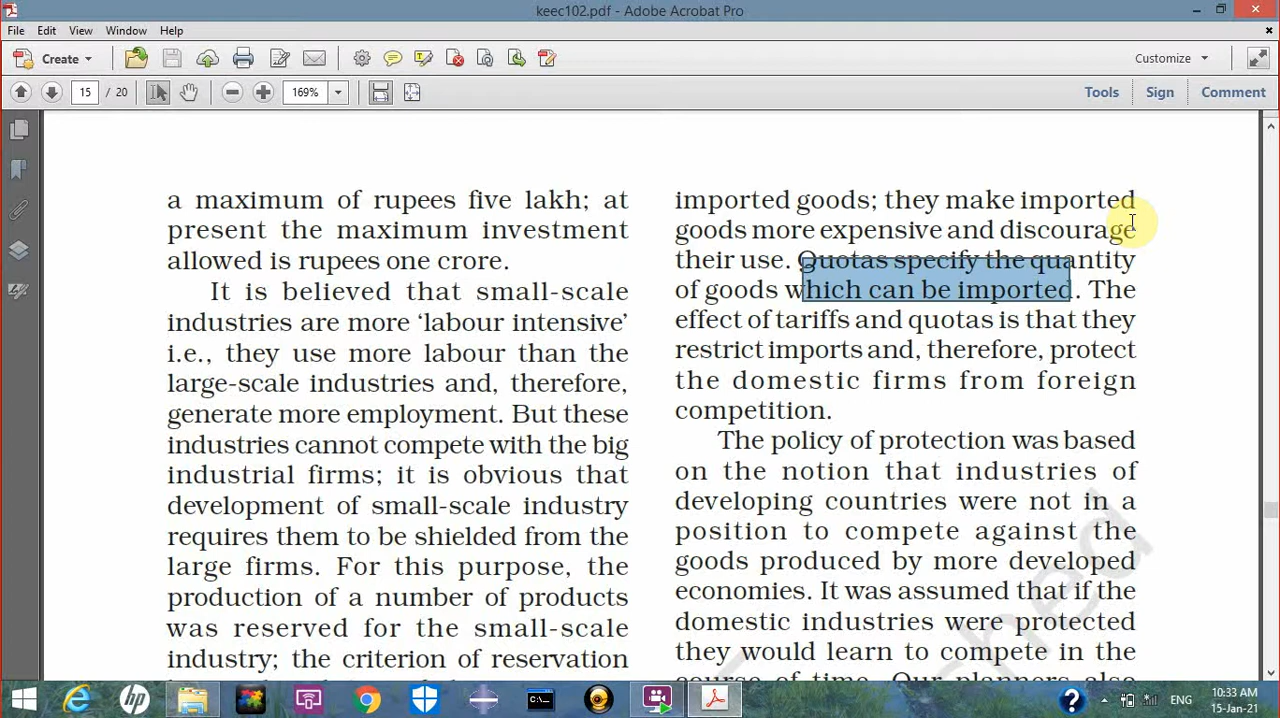 keec102.pdf - Adobe Acrobat Pro
File Edit View Window Help
Create Customize
15 / 20 169% Tools Sign Comment
a maximum of rupees five lakh; at
present the maximum investment
allowed is rupees one crore.
It is believed that small-scale
industries are more ‘labour intensive’
i.e., they use more labour than the
large-scale industries and, therefore,
generate more employment. But these
industries cannot compete with the big
industrial firms; it is obvious that
development of small-scale industry
requires them to be shielded from the
large firms. For this purpose, the
production of a number of products
was reserved for the small-scale
industry; the criterion of reservation
imported goods; they make imported
goods more expensive and discourage
their use. Quotas specify the quantity
of goods which can be imported. The
effect of tariffs and quotas is that they
restrict imports and, therefore, protect
the domestic firms from foreign
competition.
The policy of protection was based
on the notion that industries of
developing countries were not in a
position to compete against the
goods produced by more developed
economies. It was assumed that if the
domestic industries were protected
they would learn to compete in the
course of time. Our planners also
hp C:\ ENG 10:33 AM
15-Jan-21